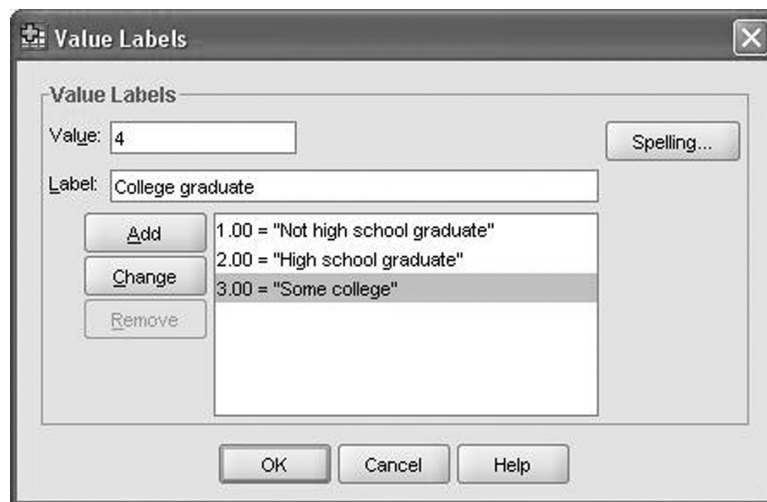 Value Labels
Value Labels
Value: 4
Spelling...
Label: College graduate
Add
Change
Remove
1.00 = "Not high school graduate"
2.00 = "High school graduate"
3.00 = "Some college"
OK Cancel Help